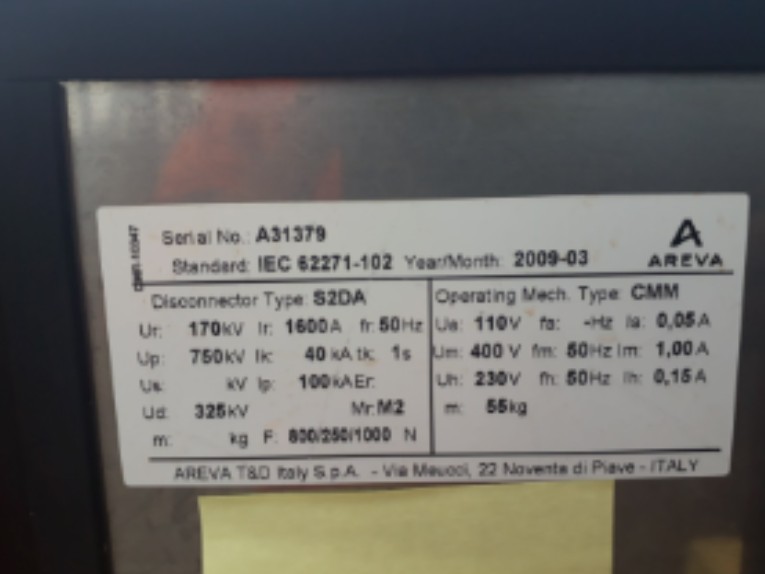 Serial No.: A31379
Standard: IEC 62271-102 Year/Month: 2009-03
AREVA
Disconnector Type: S2DA
Ur: 170kV Ir: 1600A fr: 50Hz
Up: 750kV Ik: 40 kA tk: 1s
Us: kV Ip: 100kA Er:
Ud: 325kV Mr: M2
m: kg F: 800/250/1000 N
Operating Mech. Type: CMM
Ua: 110V fa: -Hz Ia: 0,05A
Um: 400 V fm: 50Hz Im: 1,00A
Uh: 230V fh: 50Hz Ih: 0,15A
m: 55kg
AREVA T&D Italy S.p.A. - Via Meucci, 22 Noventa di Piave - ITALY